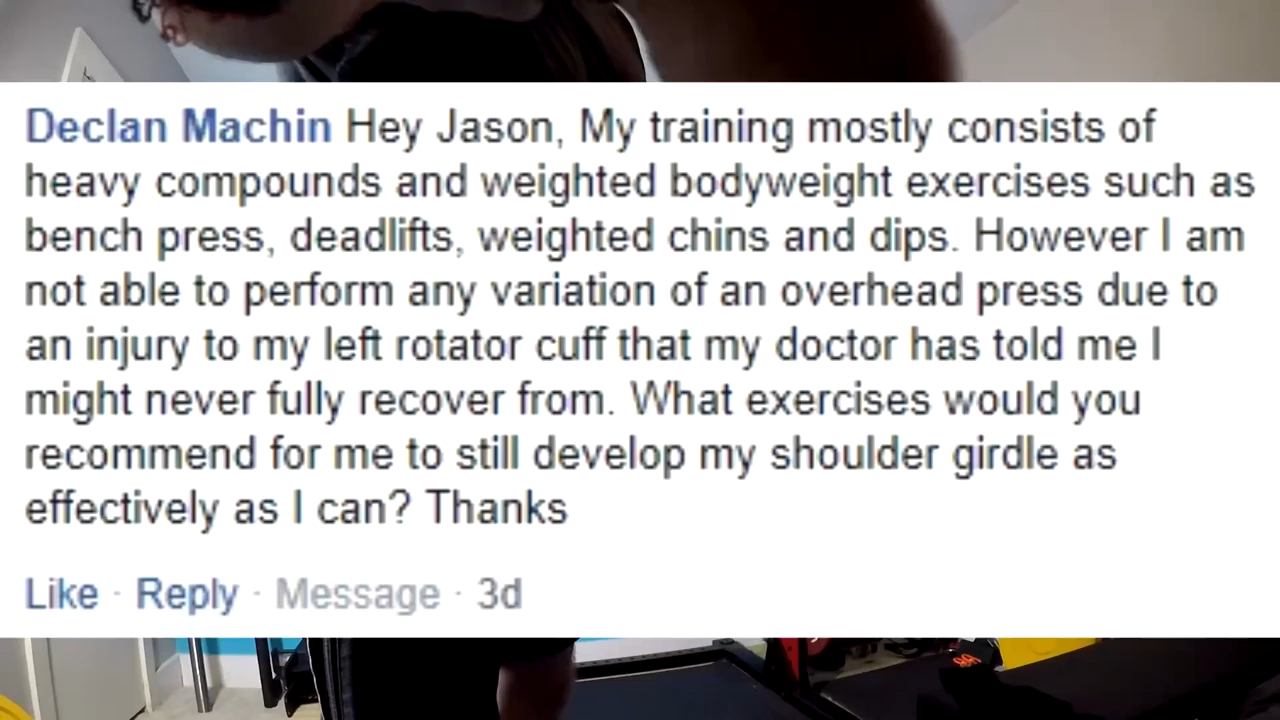 Declan Machin Hey Jason, My training mostly consists of
heavy compounds and weighted bodyweight exercises such as
bench press, deadlifts, weighted chins and dips. However I am
not able to perform any variation of an overhead press due to
an injury to my left rotator cuff that my doctor has told me I
might never fully recover from. What exercises would you
recommend for me to still develop my shoulder girdle as
effectively as I can? Thanks
Like · Reply · Message · 3d